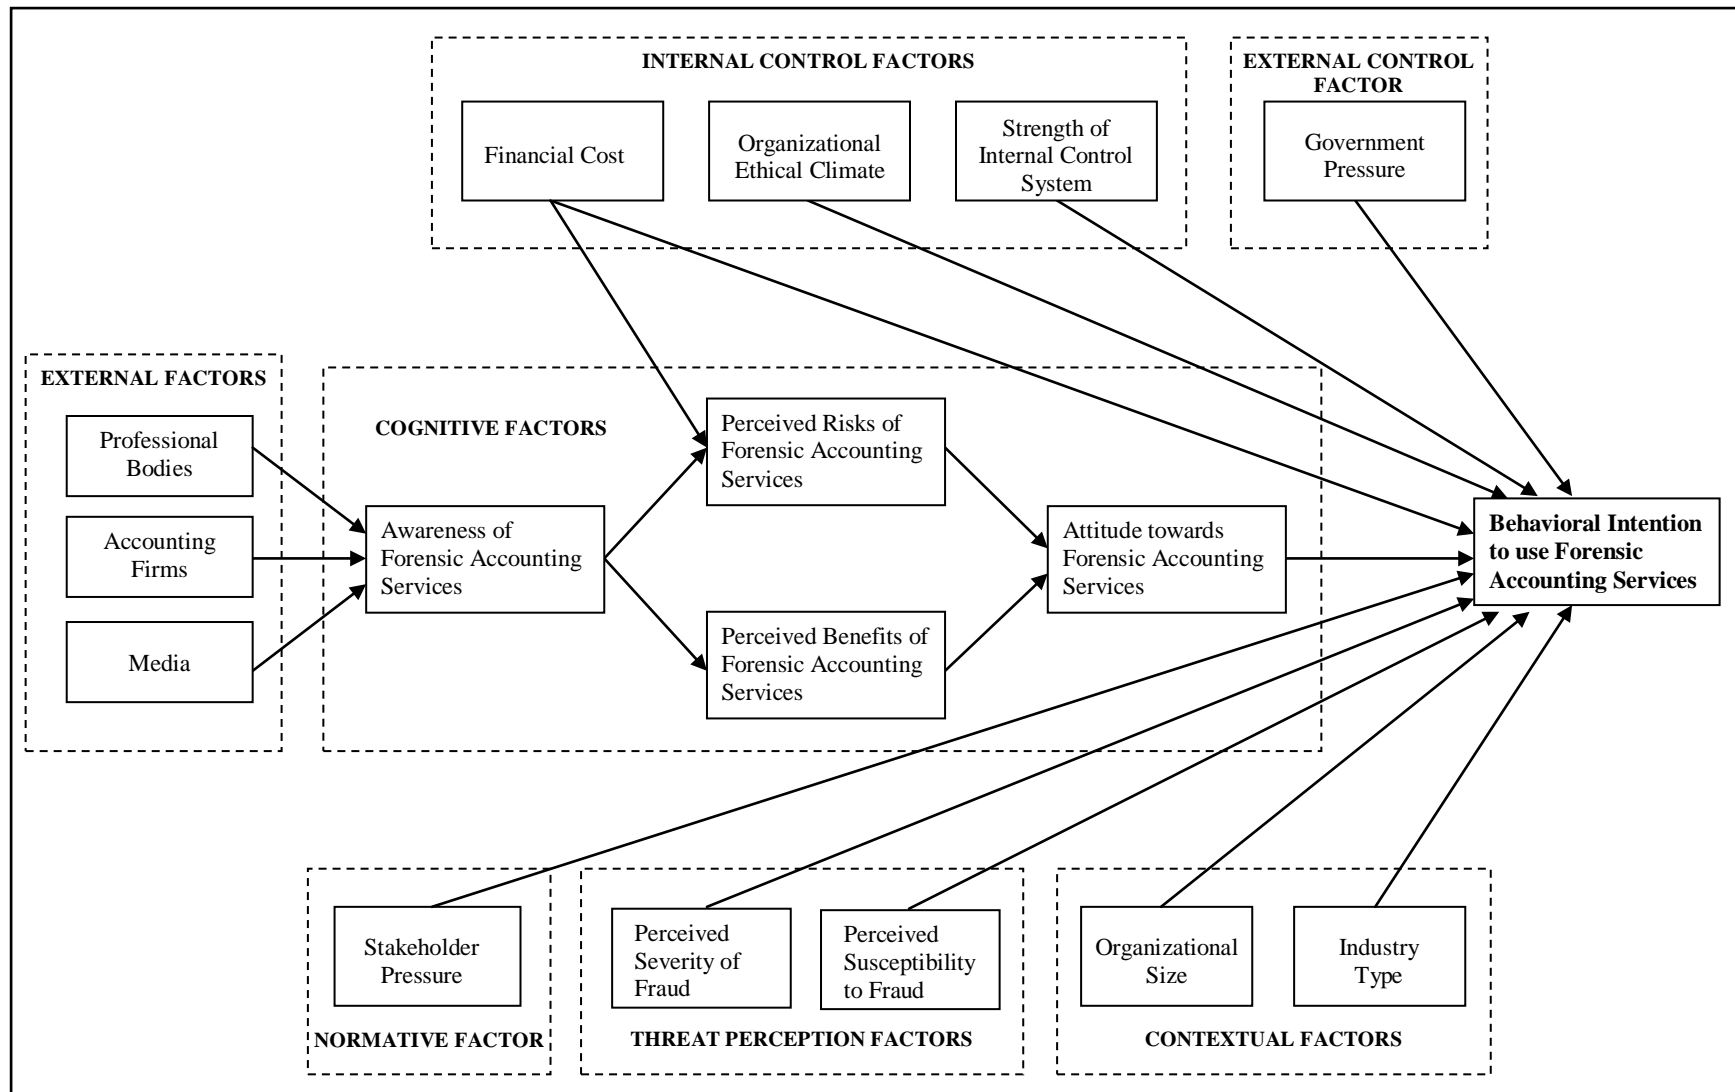 INTERNAL CONTROL FACTORS
Financial Cost
Organizational
Ethical Climate
Strength of
Internal Control
System
EXTERNAL CONTROL
FACTOR
Government
Pressure
EXTERNAL FACTORS
Professional
Bodies
Accounting
Firms
Media
COGNITIVE FACTORS
Awareness of
Forensic Accounting
Services
Perceived Risks of
Forensic Accounting
Services
Perceived Benefits of
Forensic Accounting
Services
Attitude towards
Forensic Accounting
Services
Behavioral Intention
to use Forensic
Accounting Services
Stakeholder
Pressure
NORMATIVE FACTOR
Perceived
Severity of
Fraud
Perceived
Susceptibility
to Fraud
THREAT PERCEPTION FACTORS
Organizational
Size
Industry
Type
CONTEXTUAL FACTORS